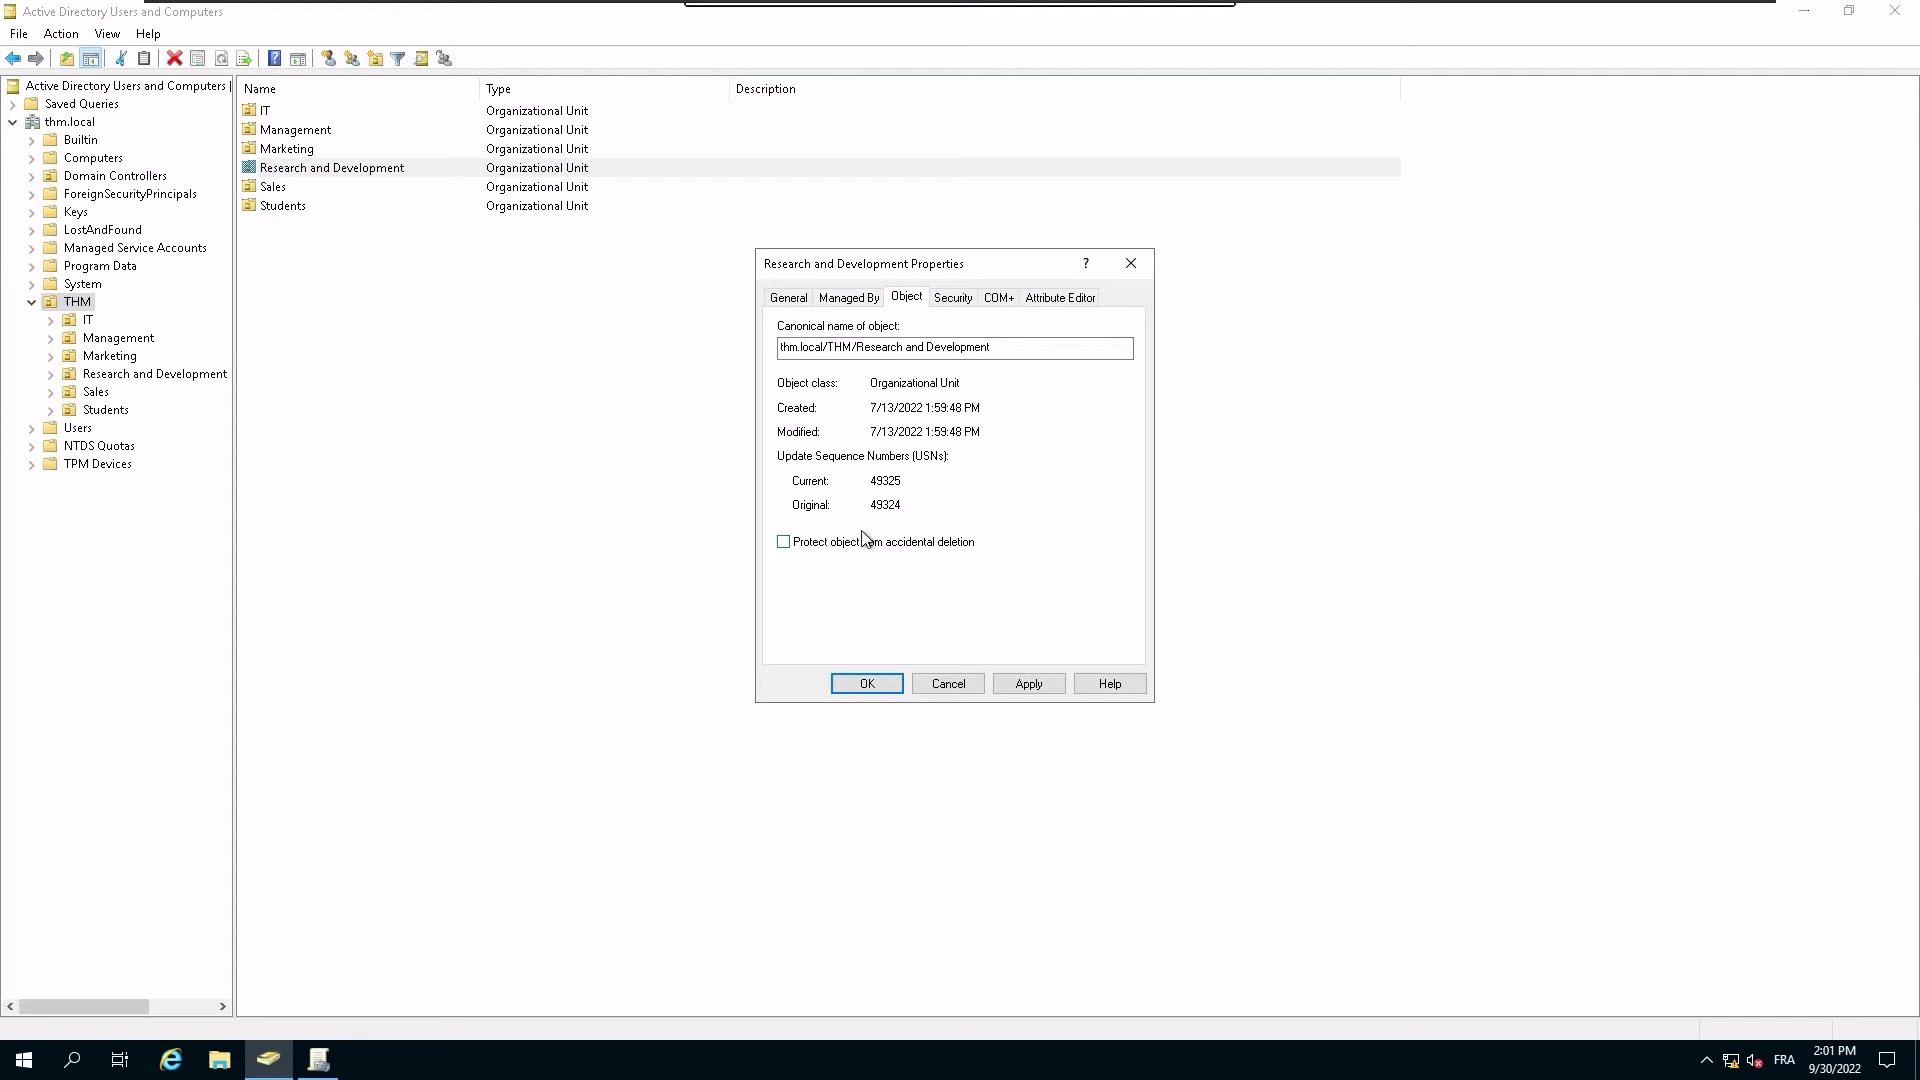 Active Directory Users and Computers
File Action View Help
Active Directory Users and Computers
Saved Queries
thm.local
Builtin
Computers
Domain Controllers
ForeignSecurityPrincipals
Keys
LostAndFound
Managed Service Accounts
Program Data
System
THM
IT
Management
Marketing
Research and Development
Sales
Students
Users
NTDS Quotas
TPM Devices
Name Type Description
IT Organizational Unit
Management Organizational Unit
Marketing Organizational Unit
Research and Development Organizational Unit
Sales Organizational Unit
Students Organizational Unit
Research and Development Properties
General Managed By Object Security COM+ Attribute Editor
Canonical name of object:
thm.local/THM/Research and Development
Object class: Organizational Unit
Created: 7/13/2022 1:59:48 PM
Modified: 7/13/2022 1:59:48 PM
Update Sequence Numbers (USNs):
Current: 49325
Original: 49324
Protect object from accidental deletion
OK Cancel Apply Help
FRA 2:01 PM
9/30/2022